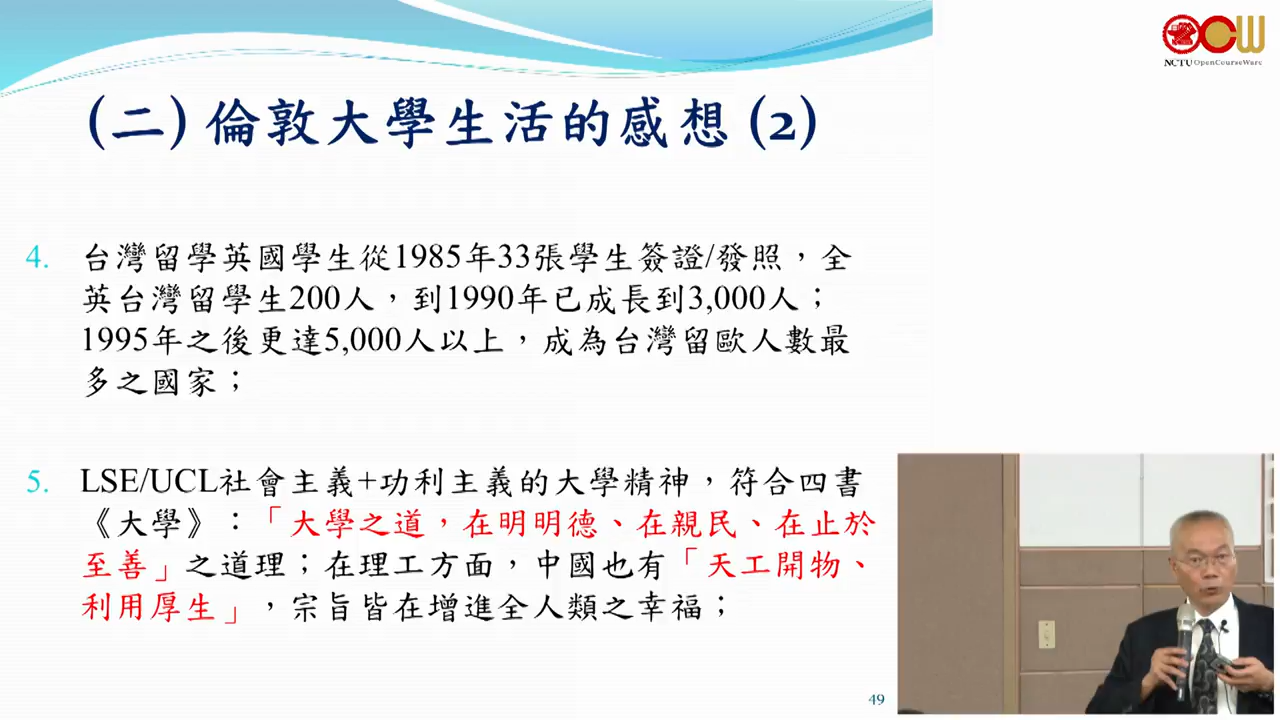 NCTU OpenCourseWare
(二) 倫敦大學生活的感想 (2)
4. 台灣留學英國學生從1985年33張學生簽證/發照，全
英台灣留學生200人，到1990年已成長到3,000人；
1995年之後更達5,000人以上，成為台灣留歐人數最
多之國家；
5. LSE/UCL社會主義+功利主義的大學精神，符合四書
《大學》：「大學之道，在明明德、在親民、在止於
至善」之道理；在理工方面，中國也有「天工開物、
利用厚生」，宗旨皆在增進全人類之幸福；
49